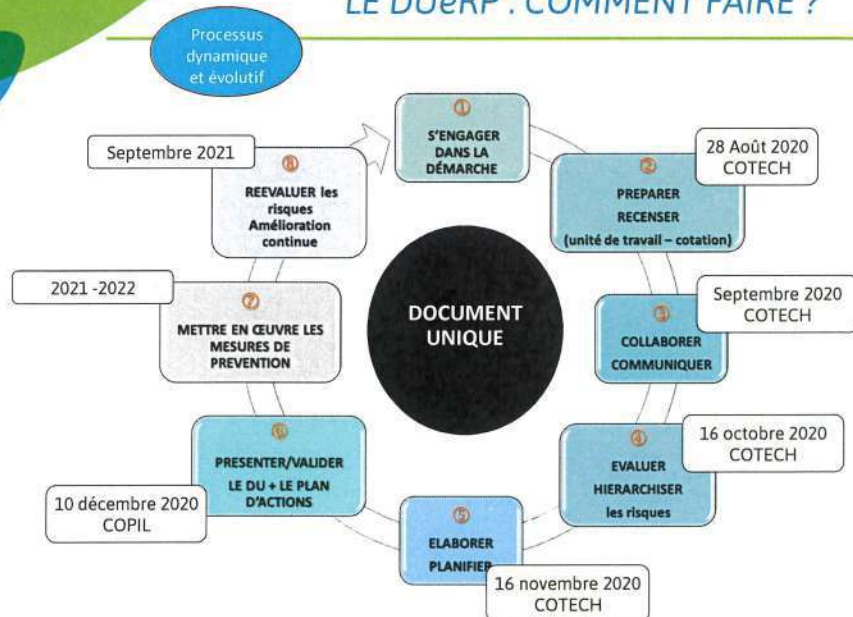 LE DUeRP : COMMENT FAIRE ?
Processus
dynamique
et évolutif
①
S'ENGAGER
DANS LA
DÉMARCHE
28 Août 2020
COTECH
②
PREPARER
RECENSER
(unité de travail – cotation)
Septembre 2020
COTECH
③
COLLABORER
COMMUNIQUER
16 octobre 2020
COTECH
④
EVALUER
HIERARCHISER
les risques
⑤
ELABORER
PLANIFIER
16 novembre 2020
COTECH
⑥
PRESENTER/VALIDER
LE DU + LE PLAN
D'ACTIONS
10 décembre 2020
COPIL
2021 -2022
⑦
METTRE EN ŒUVRE LES
MESURES DE
PREVENTION
Septembre 2021
⑧
REEVALUER les
risques
Amélioration
continue
DOCUMENT
UNIQUE